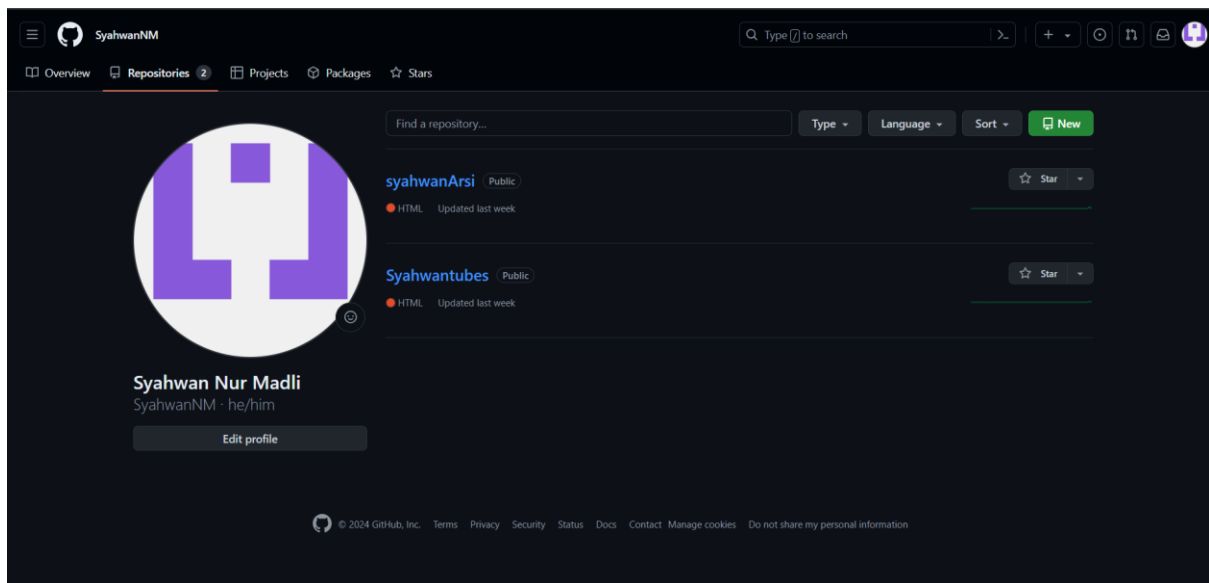 SyahwanNM
Type / to search
Overview
Repositories 2
Projects
Packages
Stars
Find a repository...
Type
Language
Sort
New
syahwanArsi Public
Star
HTML Updated last week
Syahwantubes Public
Star
HTML Updated last week
Syahwan Nur Madli
SyahwanNM · he/him
Edit profile
© 2024 GitHub, Inc. Terms Privacy Security Status Docs Contact Manage cookies Do not share my personal information